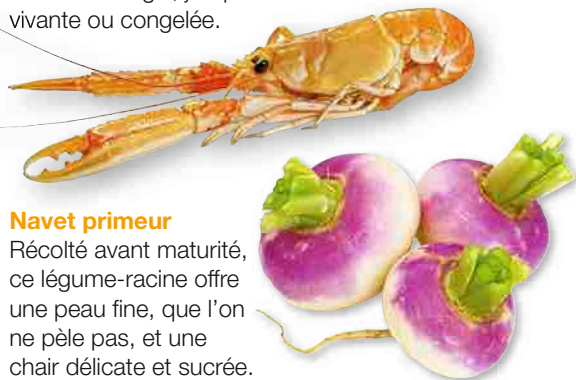 vivante ou congelée.
Navet primeur
Récolté avant maturité,
ce légume-racine offre
une peau fine, que l'on
ne pèle pas, et une
chair délicate et sucrée.